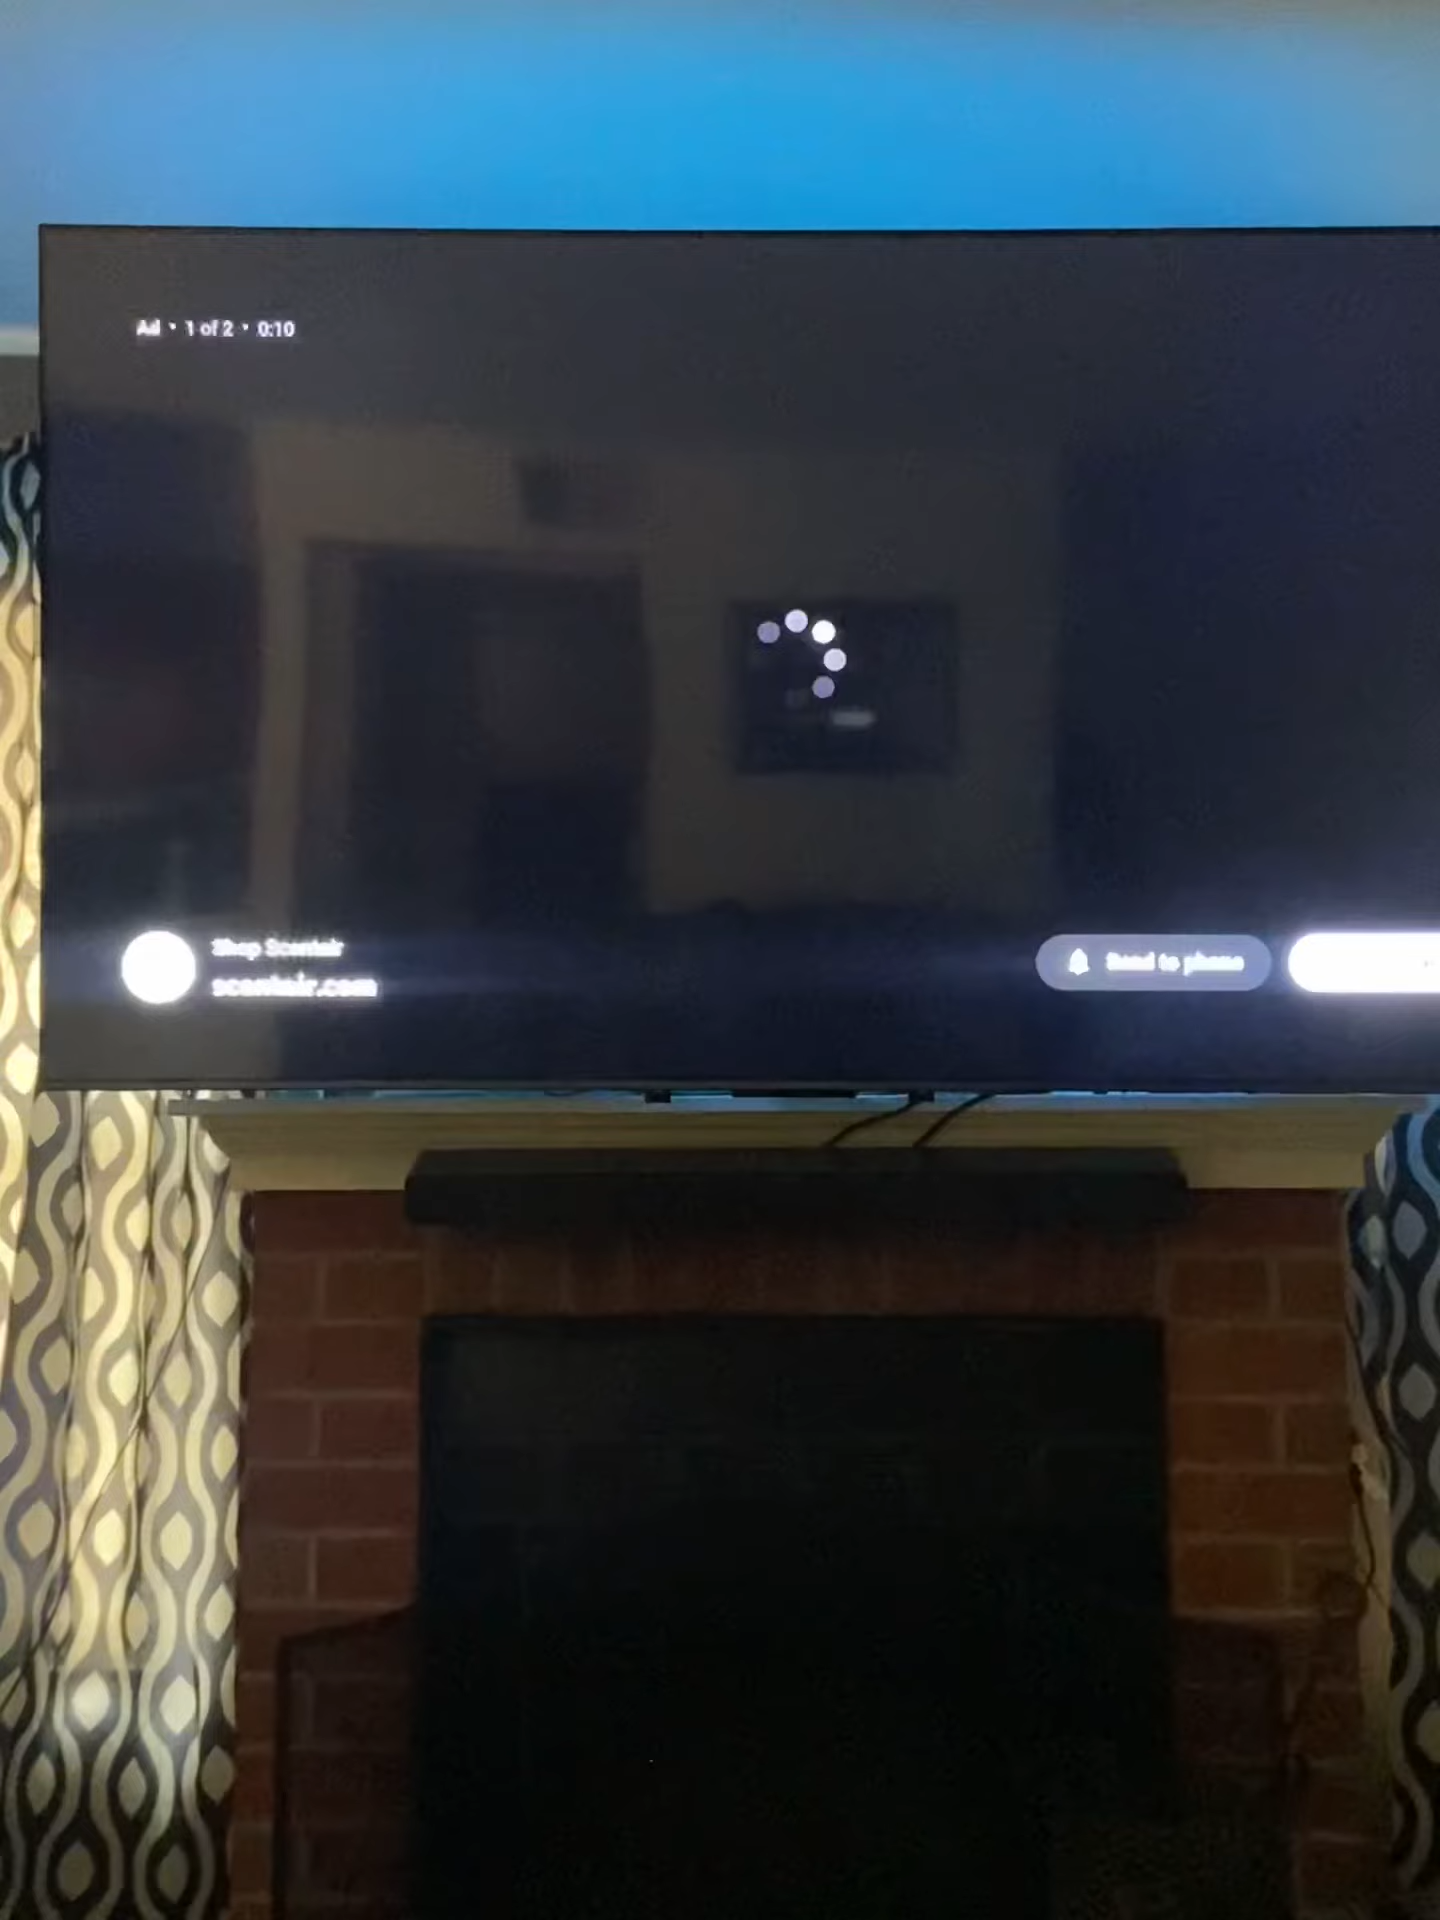 Ad • 1 of 2 • 0:10
Shop Scentair
scentair.com
Send to phone